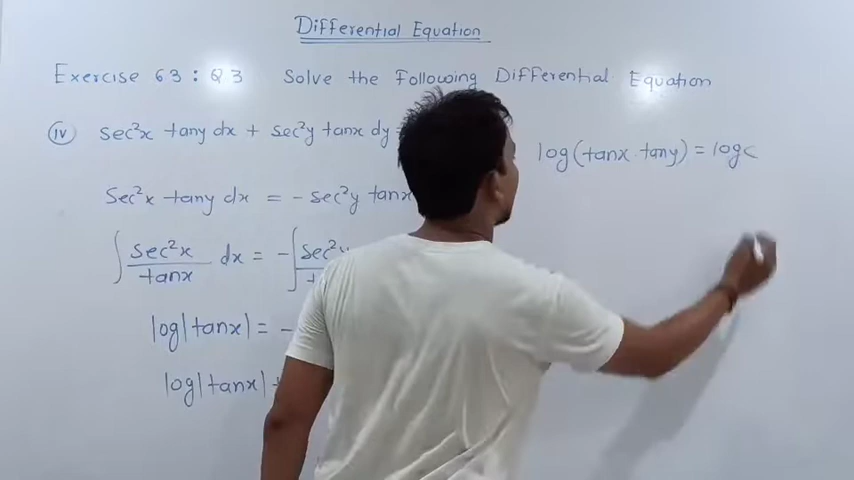 Differential Equation
Exercise 6.3 : Q 3 Solve the Following Differential Equation
iv sec²x tany dx + sec²y tanx dy
Sec²x tany dx = - sec²y tanx
∫ sec²x / tanx dx = - ∫ sec²y
log|tanx| = -
log|tanx| +
log(tanx · tany) = logc